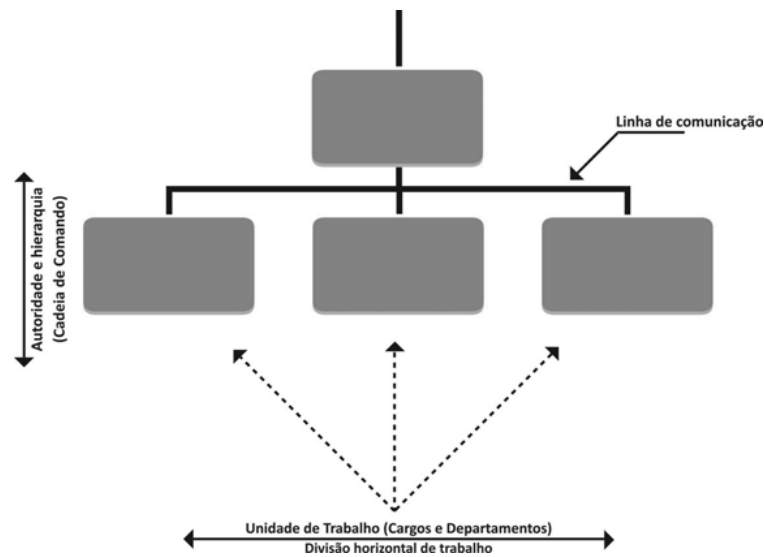 Linha de comunicação
Autoridade e hierarquia
(Cadeia de Comando)
Unidade de Trabalho (Cargos e Departamentos)
Divisão horizontal de trabalho